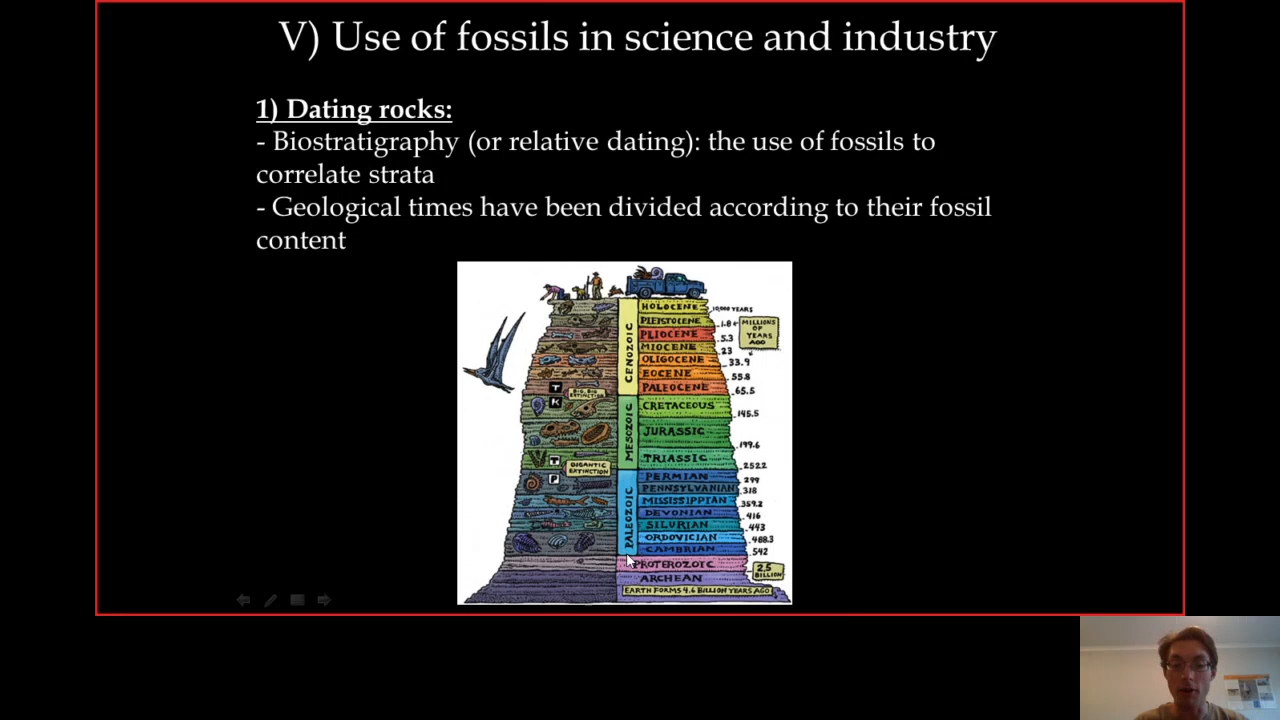 V) Use of fossils in science and industry
1) Dating rocks:
- Biostratigraphy (or relative dating): the use of fossils to
correlate strata
- Geological times have been divided according to their fossil
content
CENOZOIC
HOLOCENE
10,000 YEARS
PLEISTOCENE
1.8
MILLIONS
OF
YEARS
AGO
PLIOCENE
5.3
MIOCENE
23
OLIGOCENE
33.9
EOCENE
55.8
T
BIG, BIG
EXTINCTION
PALEOCENE
65.5
K
MESOZOIC
CRETACEOUS
145.5
JURASSIC
199.6
TRIASSIC
252.2
T
GIGANTIC
EXTINCTION
P
PALEOZOIC
PERMIAN
299
PENNSYLVANIAN
318
MISSISSIPPIAN
359.2
DEVONIAN
416
SILURIAN
443
ORDOVICIAN
488.3
CAMBRIAN
542
PROTEROZOIC
2.5
BILLION
ARCHEAN
EARTH FORMS 4.6 BILLION YEARS AGO